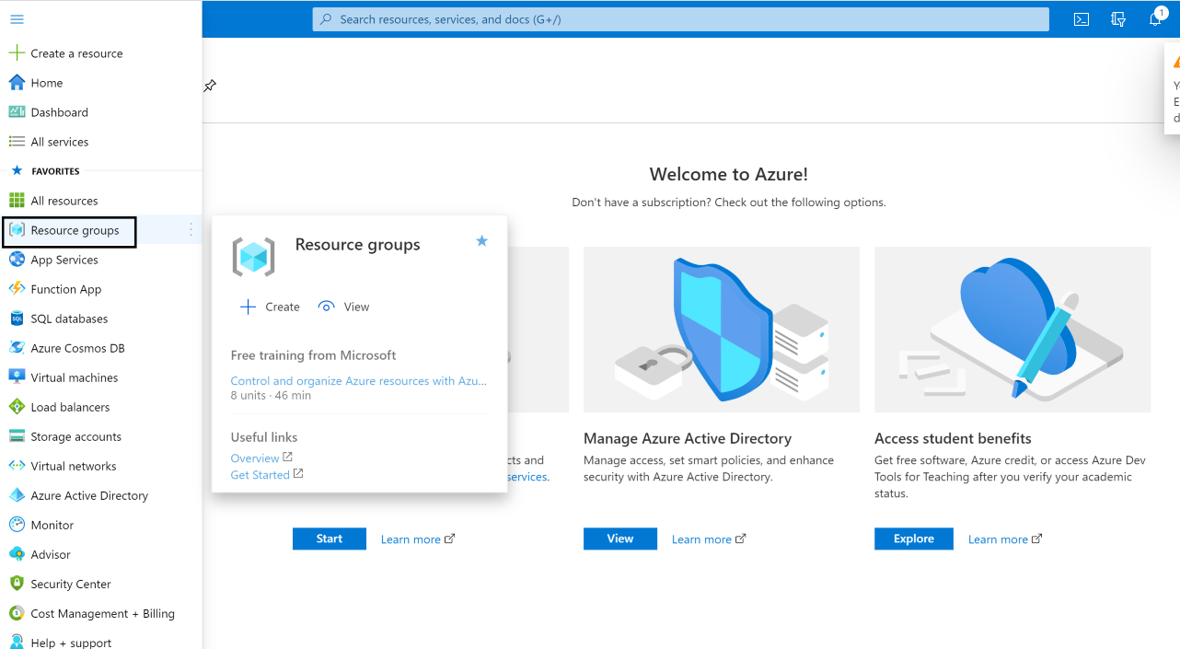 Search resources, services, and docs (G+/)
1
Create a resource
Home
Dashboard
All services
FAVORITES
All resources
Resource groups
App Services
Function App
SQL databases
Azure Cosmos DB
Virtual machines
Load balancers
Storage accounts
Virtual networks
Azure Active Directory
Monitor
Advisor
Security Center
Cost Management + Billing
Help + support
Resource groups
Create
View
Free training from Microsoft
Control and organize Azure resources with Azu...
8 units · 46 min
Useful links
Overview
Get Started
Welcome to Azure!
Don't have a subscription? Check out the following options.
cts and
services.
Start
Learn more
Manage Azure Active Directory
Manage access, set smart policies, and enhance
security with Azure Active Directory.
View
Learn more
Access student benefits
Get free software, Azure credit, or access Azure Dev
Tools for Teaching after you verify your academic
status.
Explore
Learn more